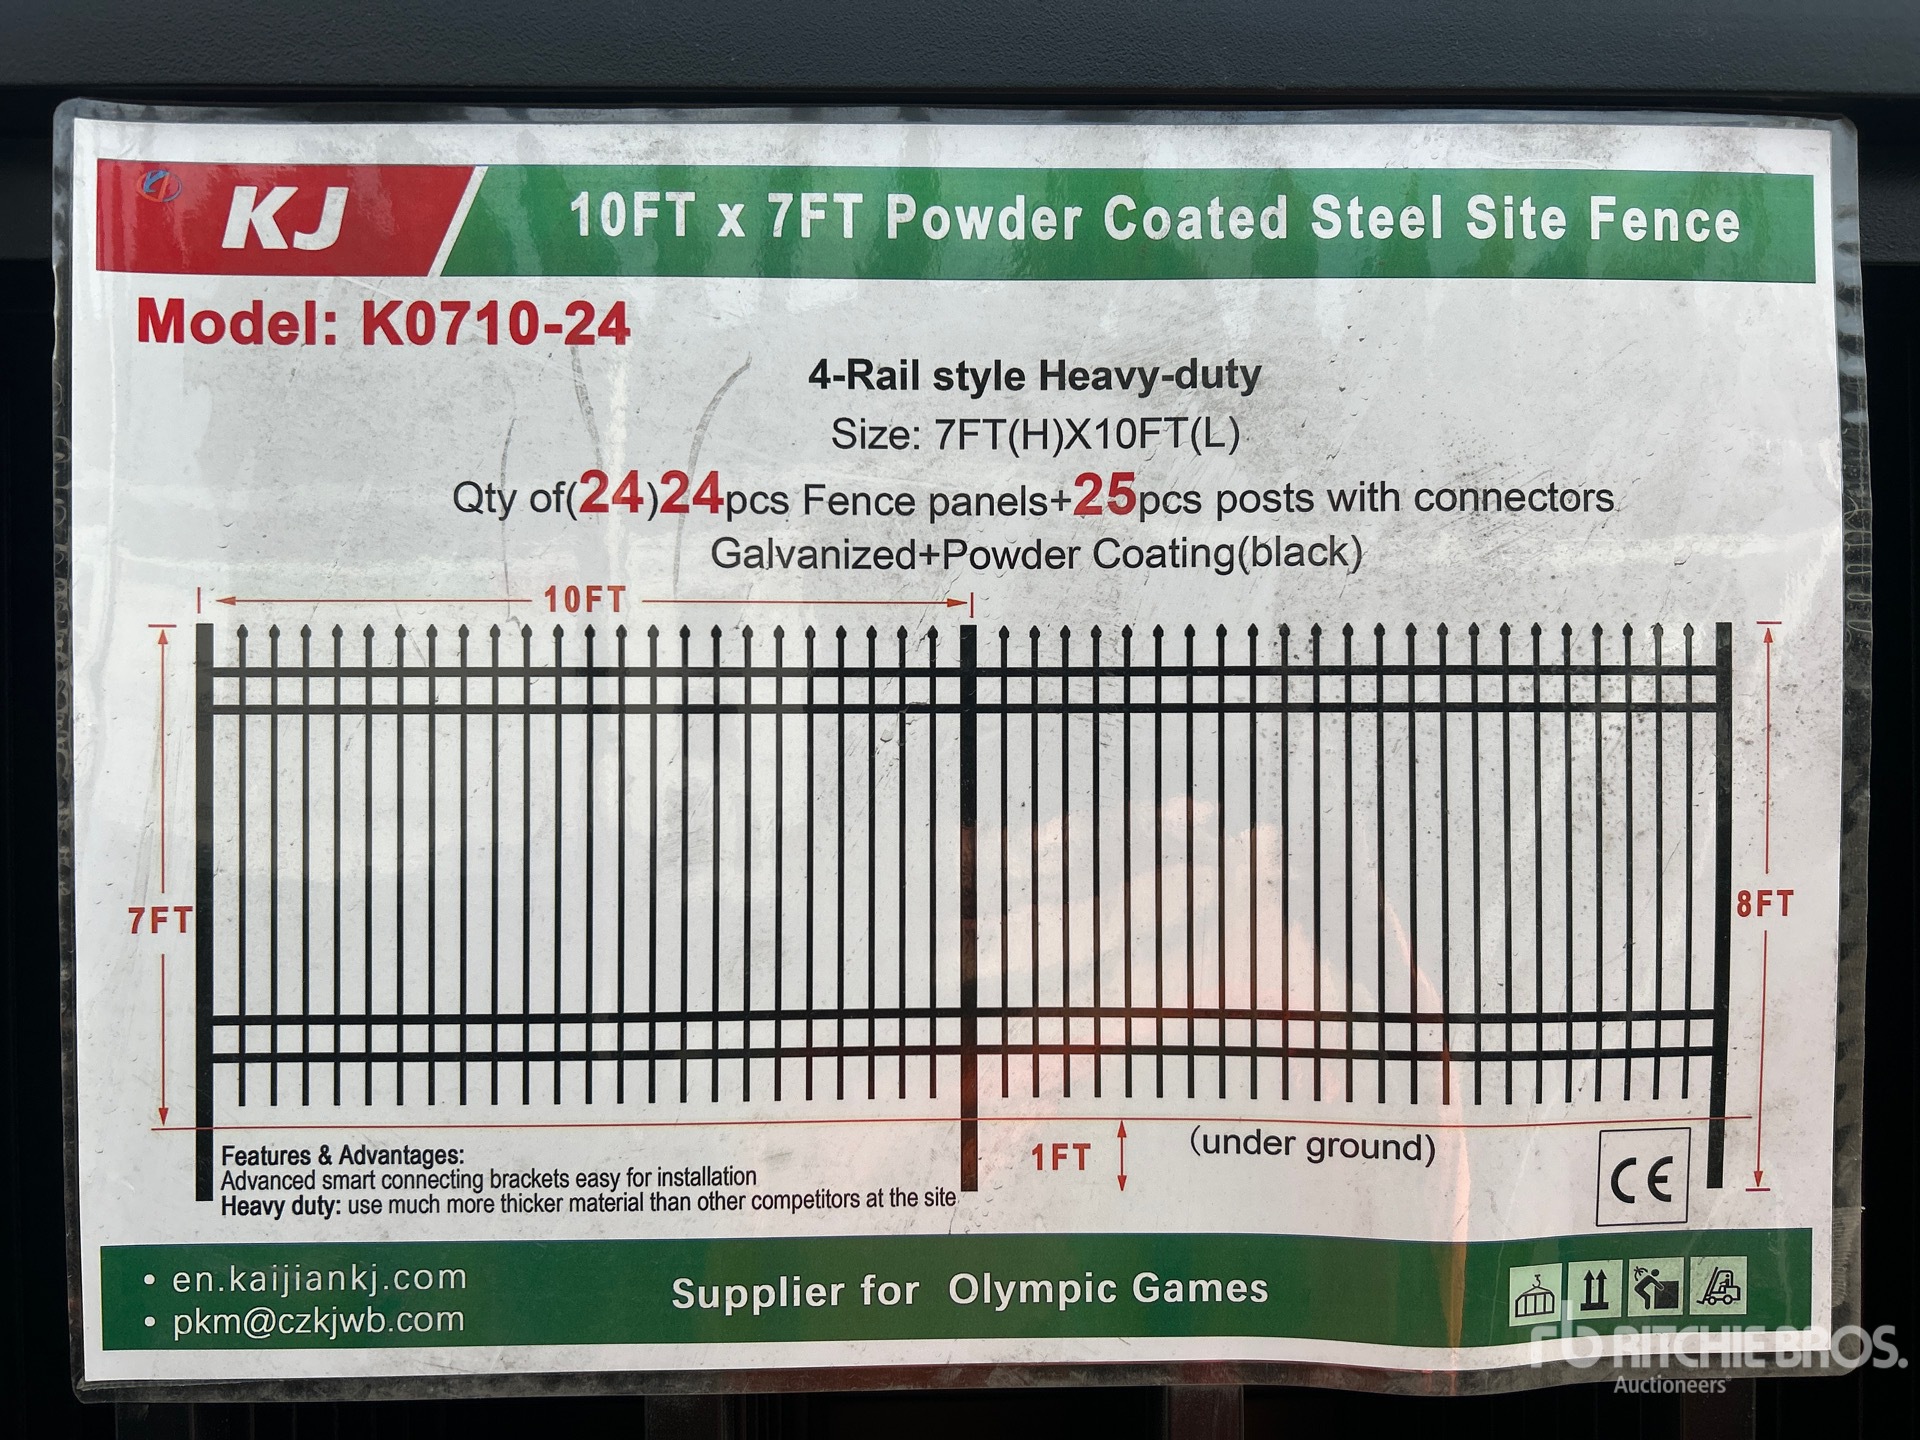 KJ
10FT x 7FT Powder Coated Steel Site Fence
Model: K0710-24
4-Rail style Heavy-duty
Size: 7FT(H)X10FT(L)
Qty of(24)24pcs Fence panels+25pcs posts with connectors
Galvanized+Powder Coating(black)
10FT
7FT
8FT
1FT
(under ground)
Features & Advantages:
Advanced smart connecting brackets easy for installation
Heavy duty: use much more thicker material than other competitors at the site
CE
• en.kaijiankj.com
• pkm@czkjwb.com
Supplier for Olympic Games
rb RITCHIE BROS.
Auctioneers